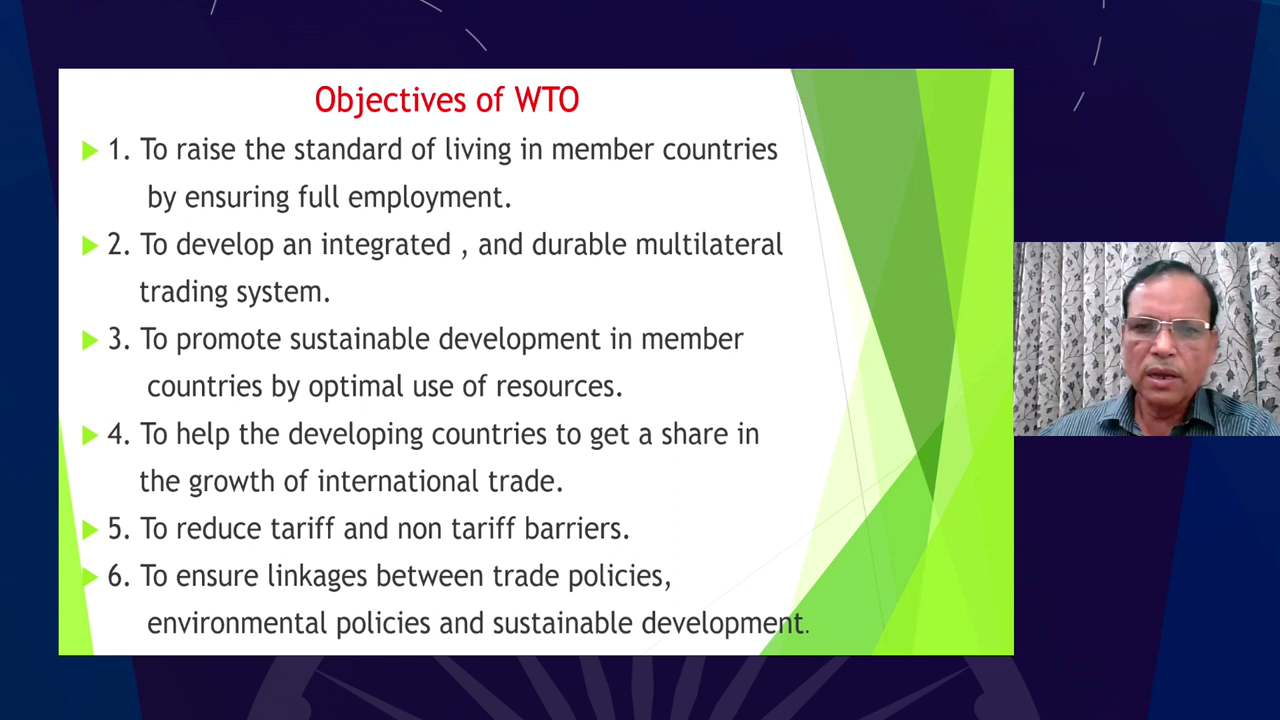 Objectives of WTO
1. To raise the standard of living in member countries
by ensuring full employment.
2. To develop an integrated , and durable multilateral
trading system.
3. To promote sustainable development in member
countries by optimal use of resources.
4. To help the developing countries to get a share in
the growth of international trade.
5. To reduce tariff and non tariff barriers.
6. To ensure linkages between trade policies,
environmental policies and sustainable development.